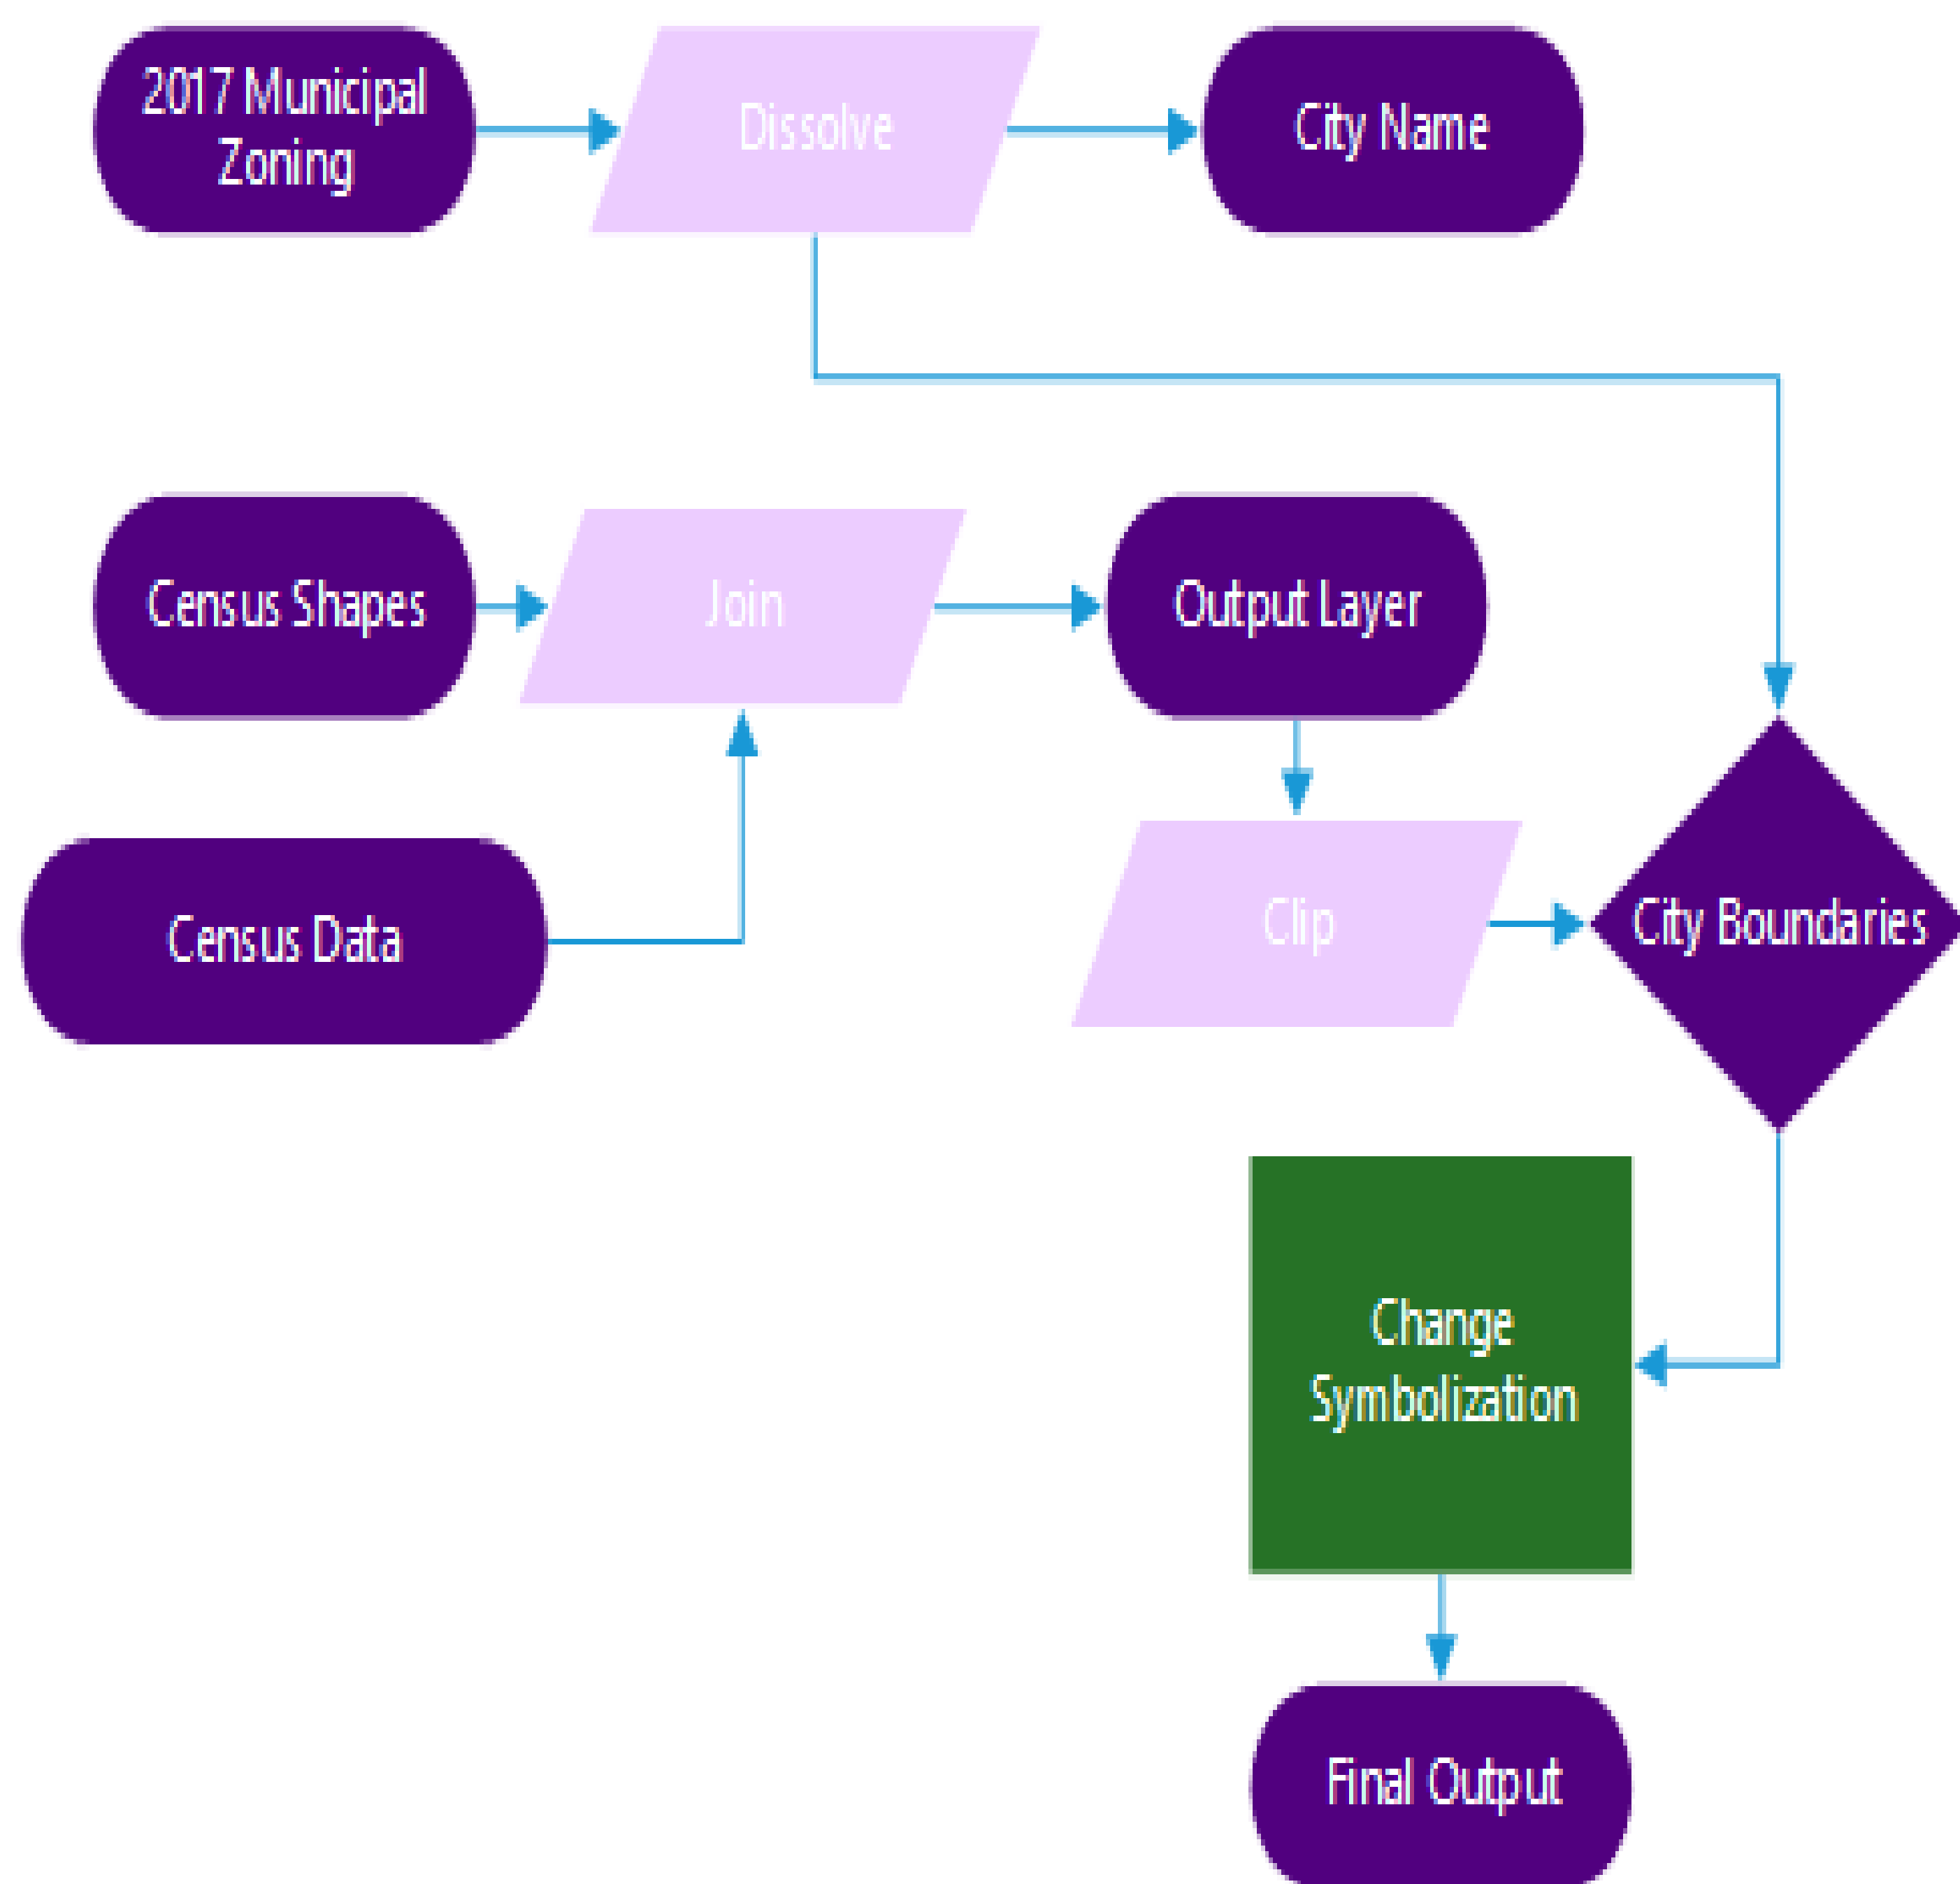 2017 Municipal
Zoning
Dissolve
City Name
Census Shapes
Join
Output Layer
Census Data
Clip
City Boundaries
Change
Symbolization
Final Output